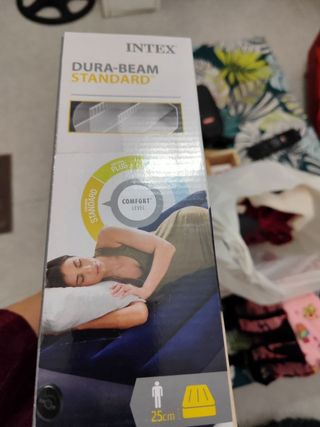 INTEX®
DURA-BEAM
STANDARD
PLUS
STANDARD
COMFORT
LEVEL
25cm